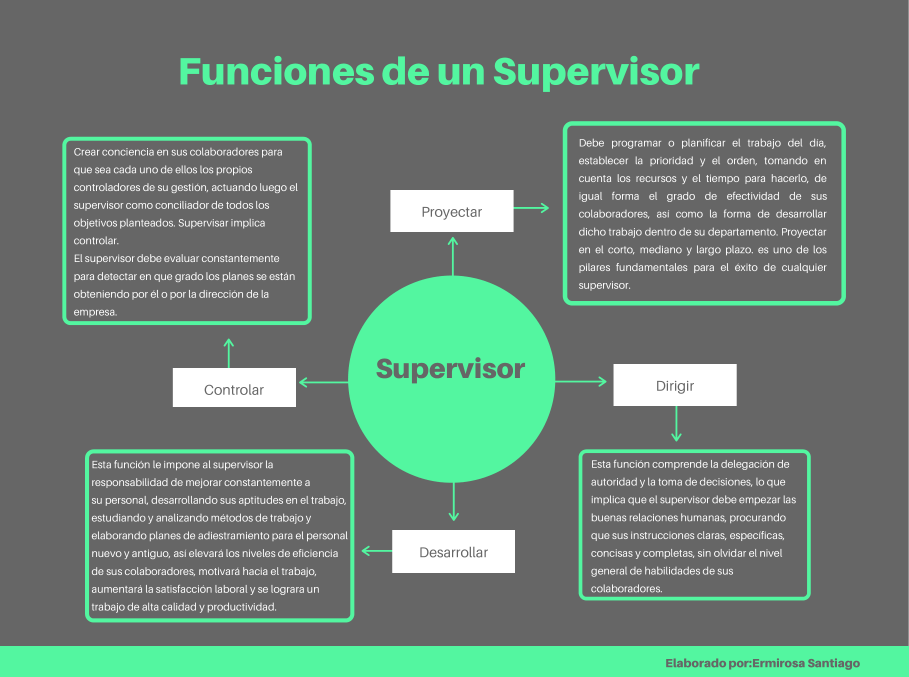 Funciones de un Supervisor
Crear conciencia en sus colaboradores para
que sea cada uno de ellos los propios
controladores de su gestión, actuando luego el
supervisor como conciliador de todos los
objetivos planteados. Supervisar implica
controlar.
El supervisor debe evaluar constantemente
para detectar en que grado los planes se están
obteniendo por él o por la dirección de la
empresa.
Proyectar
Debe programar o planificar el trabajo del día,
establecer la prioridad y el orden, tomando en
cuenta los recursos y el tiempo para hacerlo, de
igual forma el grado de efectividad de sus
colaboradores, así como la forma de desarrollar
dicho trabajo dentro de su departamento. Proyectar
en el corto, mediano y largo plazo. es uno de los
pilares fundamentales para el éxito de cualquier
supervisor.
Supervisor
Controlar
Dirigir
Esta función le impone al supervisor la
responsabilidad de mejorar constantemente a
su personal, desarrollando sus aptitudes en el trabajo,
estudiando y analizando métodos de trabajo y
elaborando planes de adiestramiento para el personal
nuevo y antiguo, así elevará los niveles de eficiencia
de sus colaboradores, motivará hacia el trabajo,
aumentará la satisfacción laboral y se lograra un
trabajo de alta calidad y productividad.
Desarrollar
Esta función comprende la delegación de
autoridad y la toma de decisiones, lo que
implica que el supervisor debe empezar las
buenas relaciones humanas, procurando
que sus instrucciones claras, específicas,
concisas y completas, sin olvidar el nivel
general de habilidades de sus
colaboradores.
Elaborado por:Ermirosa Santiago